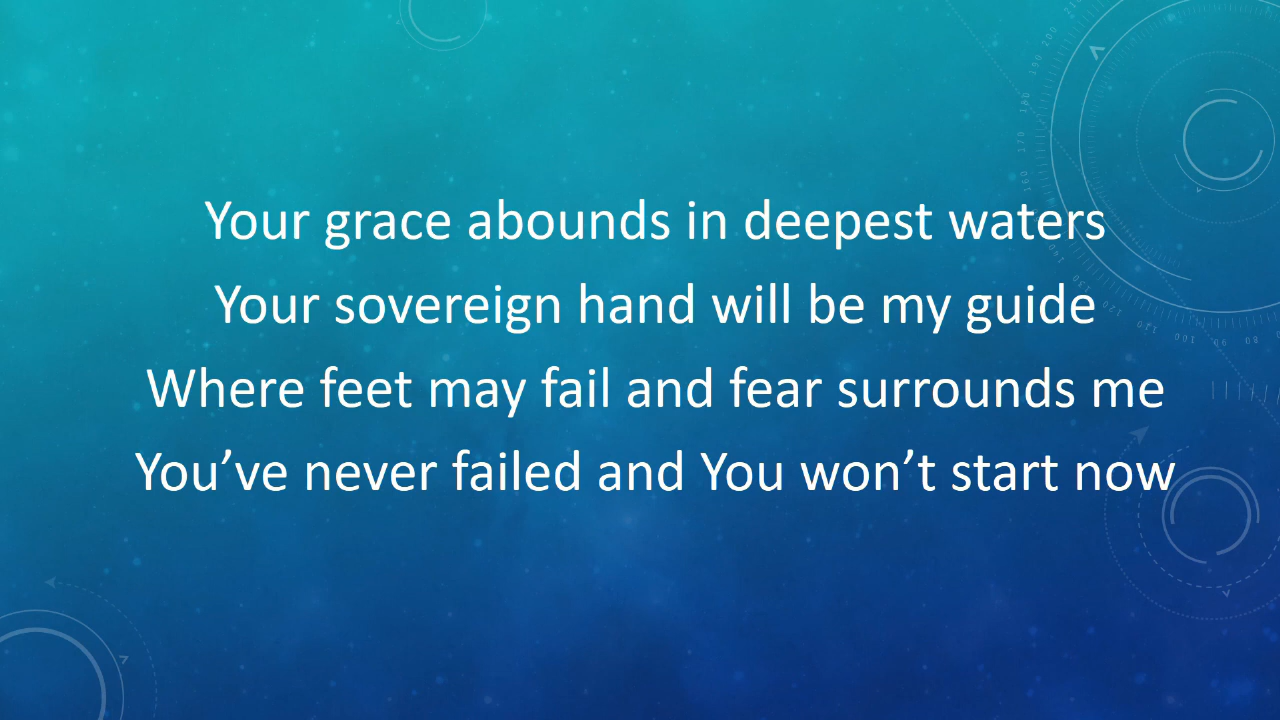 Your grace abounds in deepest waters
Your sovereign hand will be my guide
Where feet may fail and fear surrounds me
You’ve never failed and You won’t start now